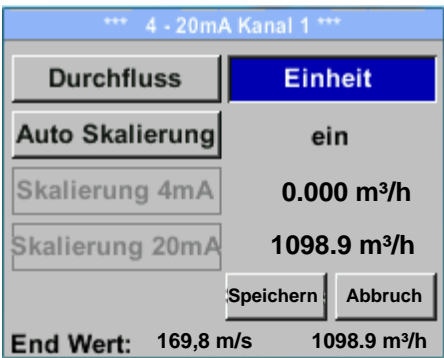 *** 4 - 20mA Kanal 1 ***
Durchfluss Einheit
Auto Skalierung ein
Skalierung 4mA 0.000 m³/h
Skalierung 20mA 1098.9 m³/h
Speichern Abbruch
End Wert: 169,8 m/s 1098.9 m³/h